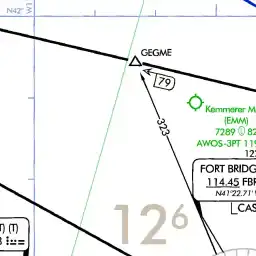 N42°
GEGME
79
Kemmerer M
(EMM)
7289
AWOS-3PT 119
323
FORT BRIDG
114.45 FBR
N41°22.71'
126
CAS
(T)